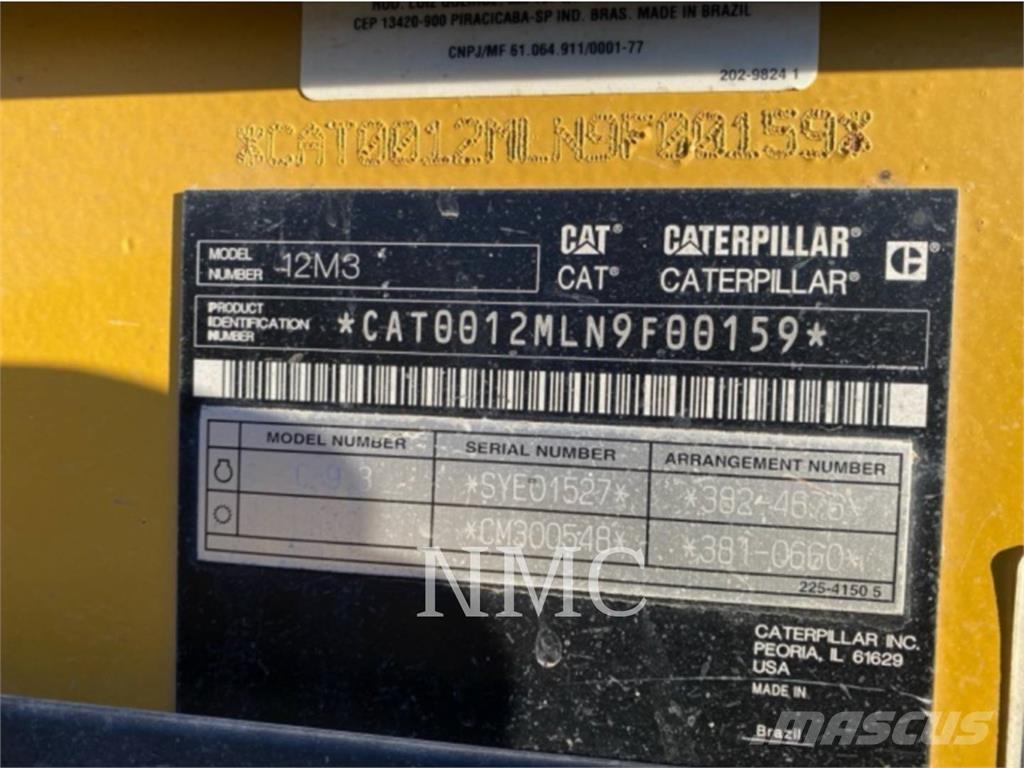 CEP 13420-900 PIRACICABA-SP IND. BRAS. MADE IN BRAZIL
CNPJ/MF 61.064.911/0001-77
202-9824 1
*CAT0012MLN9F00159*
CAT® CATERPILLAR®
MODEL NUMBER 12M3
CAT® CATERPILLAR®
PRODUCT IDENTIFICATION NUMBER *CAT0012MLN9F00159*
MODEL NUMBER SERIAL NUMBER ARRANGEMENT NUMBER
C 9.3 *SYE01527*
*CM300548* *381-0660*
225-4150 5
NMC
CATERPILLAR INC.
PEORIA, IL 61629
USA
MADE IN
Brazil
MASCUS